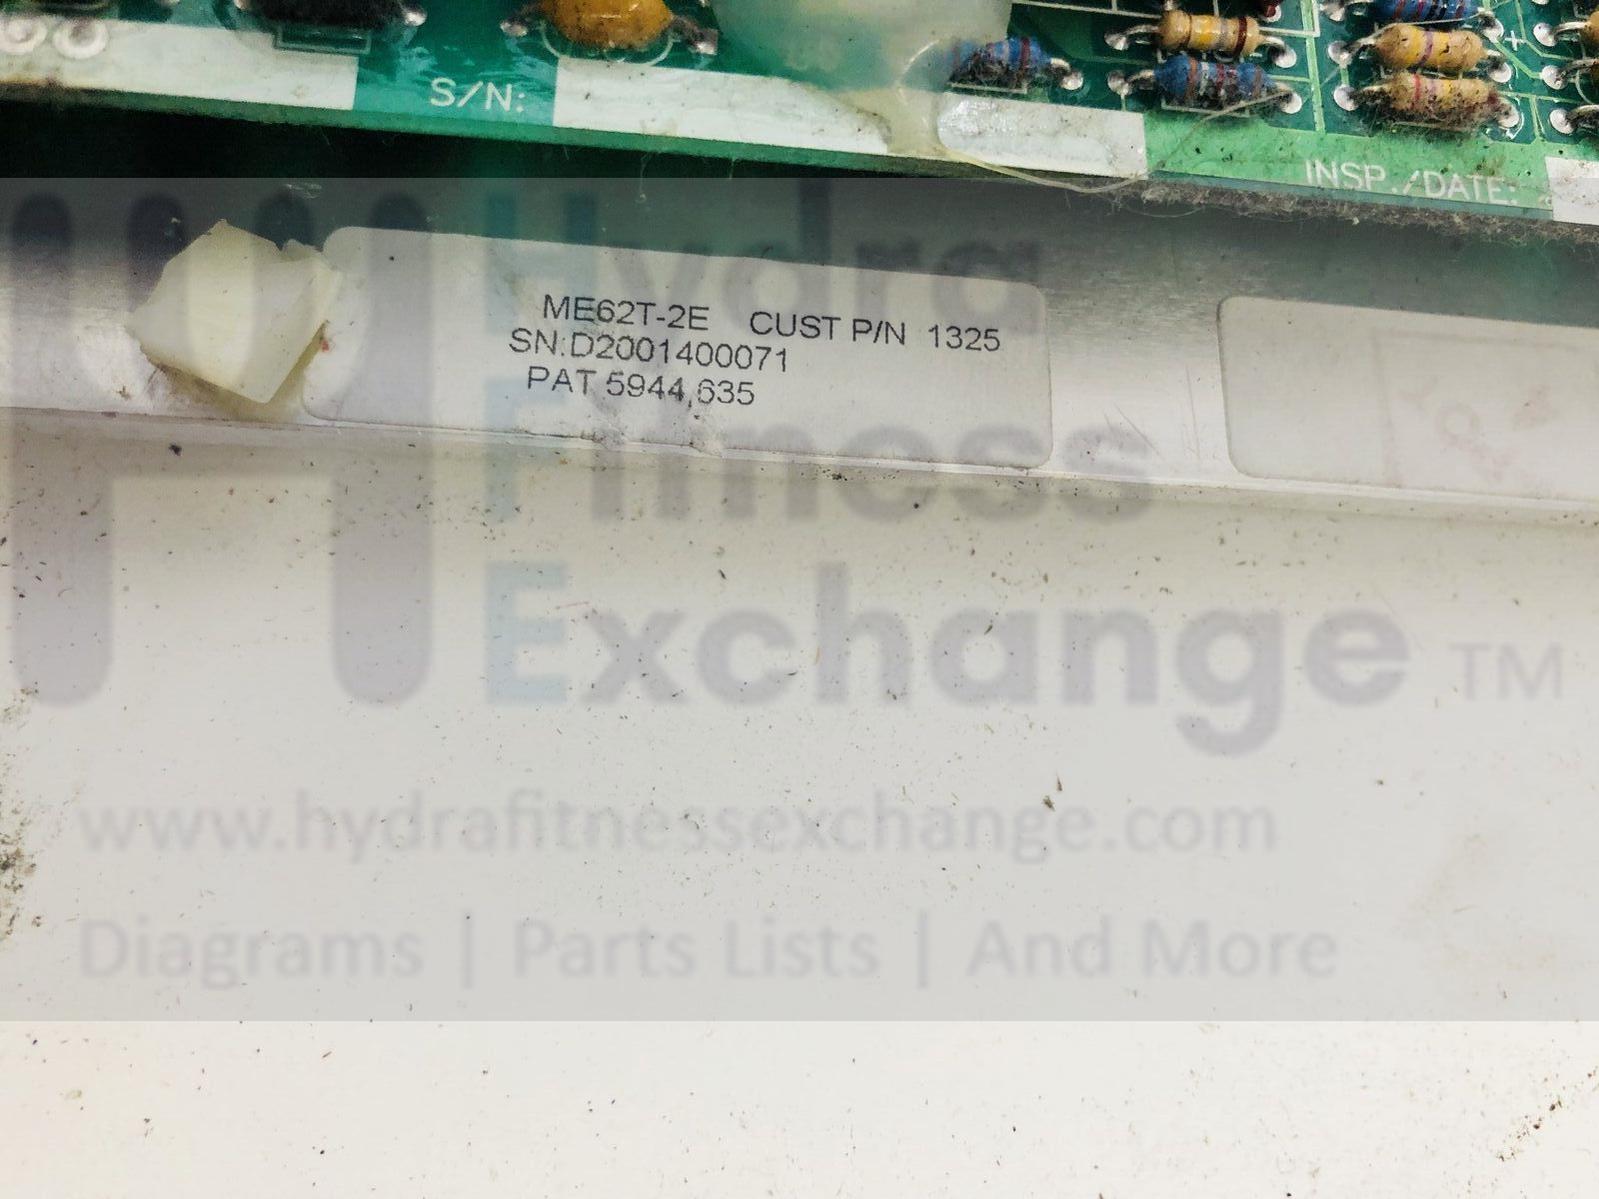 S/N:
INSP./DATE:
ME62T-2E CUST P/N 1325
SN:D2001400071
PAT 5944,635
Hydra
Fitness
Exchange TM
www.hydrafitnessexchange.com
Diagrams | Parts Lists | And More